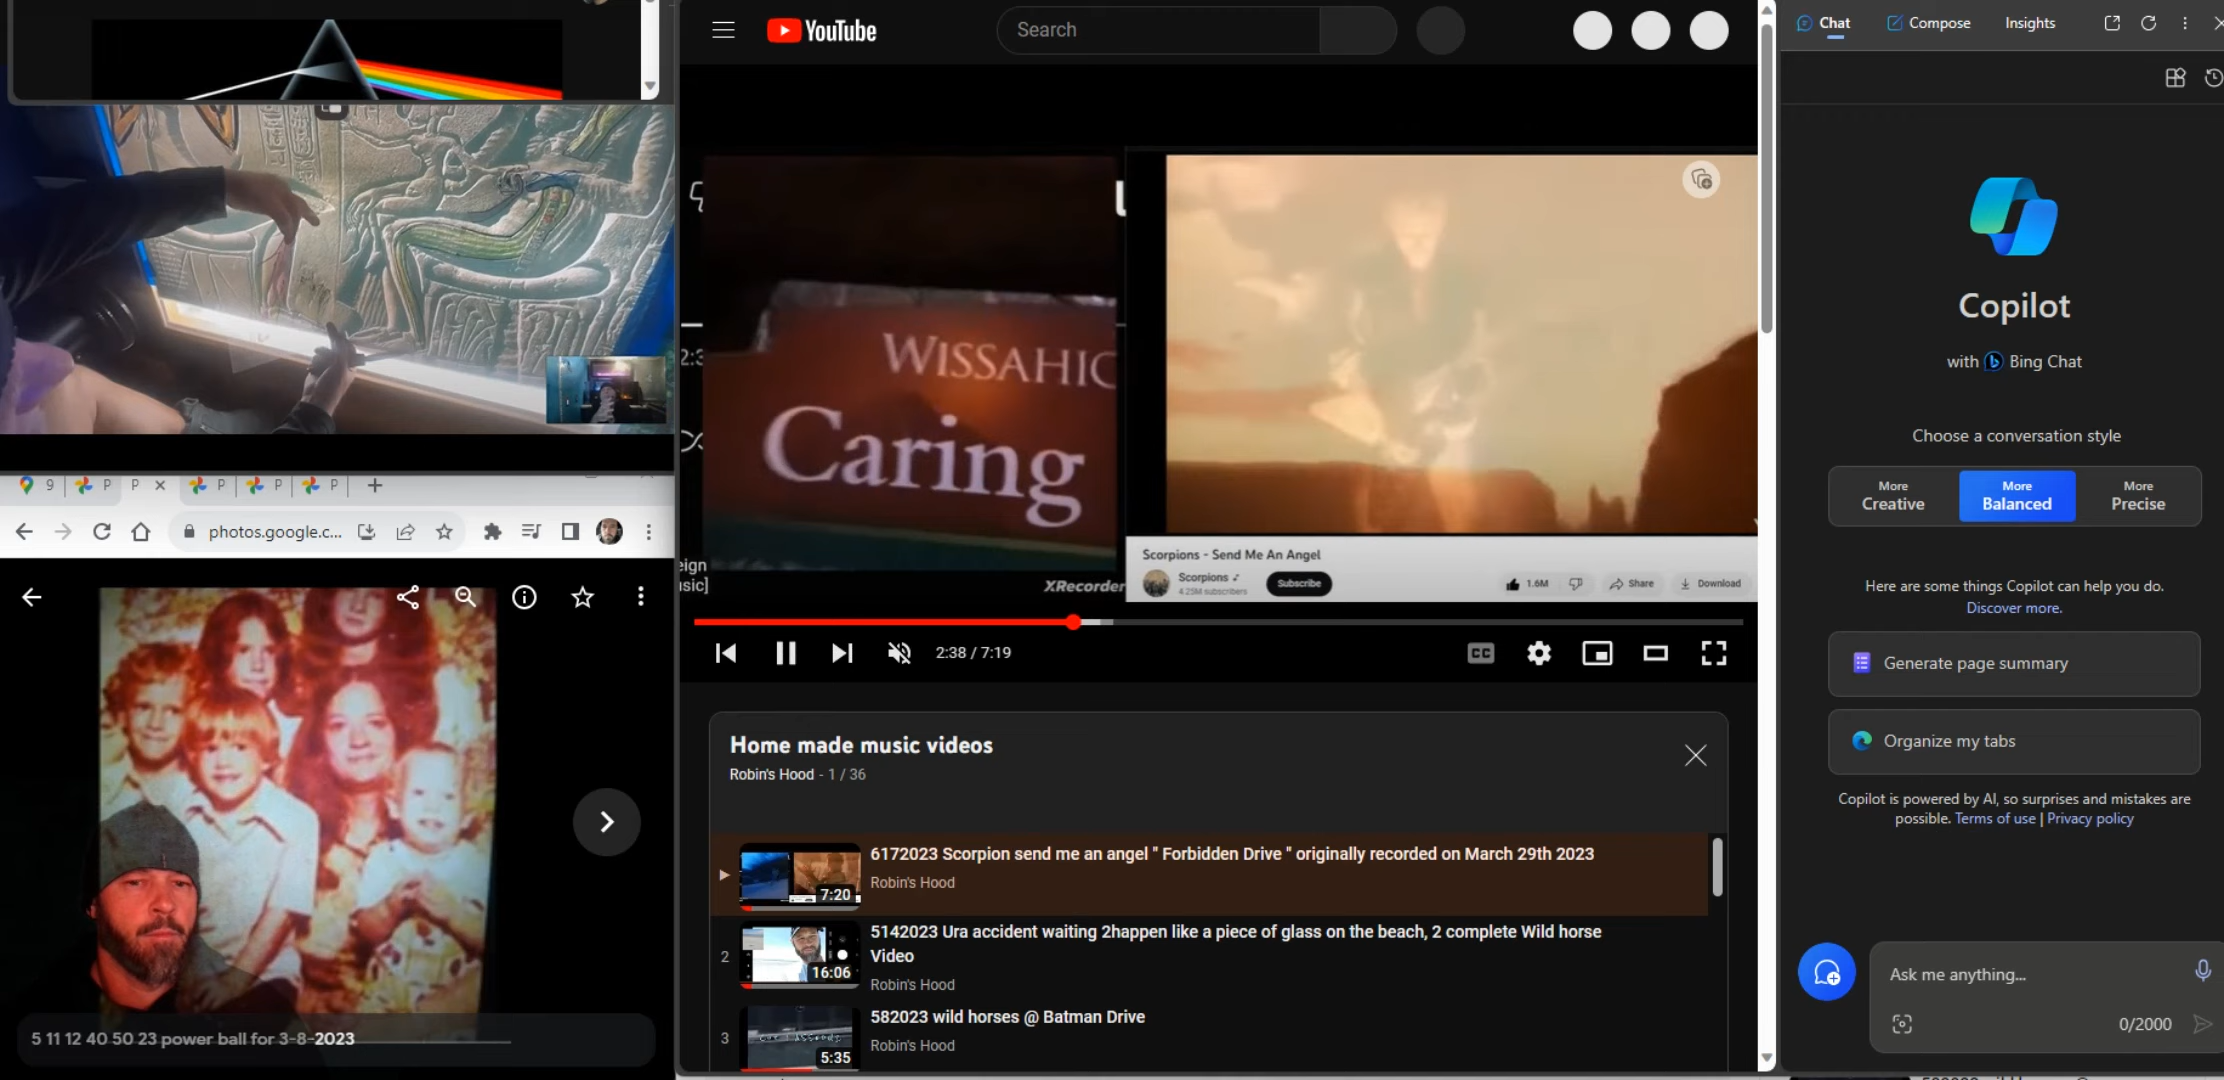 9
P
P
P
P
P
photos.google.c...
5 11 12 40 50 23 power ball for 3-8-2023
YouTube
Search
WISSAHIC
Caring
XRecorder
Scorpions - Send Me An Angel
Scorpions
4.25M subscribers
Subscribe
1.6M
Share
Download
2:38 / 7:19
CC
Home made music videos
Robin's Hood - 1 / 36
6172023 Scorpion send me an angel " Forbidden Drive " originally recorded on March 29th 2023
Robin's Hood
7:20
2
5142023 Ura accident waiting 2happen like a piece of glass on the beach, 2 complete Wild horse
Video
Robin's Hood
16:06
3
582023 wild horses @ Batman Drive
Robin's Hood
5:35
Chat
Compose
Insights
Copilot
with Bing Chat
Choose a conversation style
More
Creative
More
Balanced
More
Precise
Here are some things Copilot can help you do.
Discover more.
Generate page summary
Organize my tabs
Copilot is powered by AI, so surprises and mistakes are
possible. Terms of use | Privacy policy
Ask me anything...
0/2000